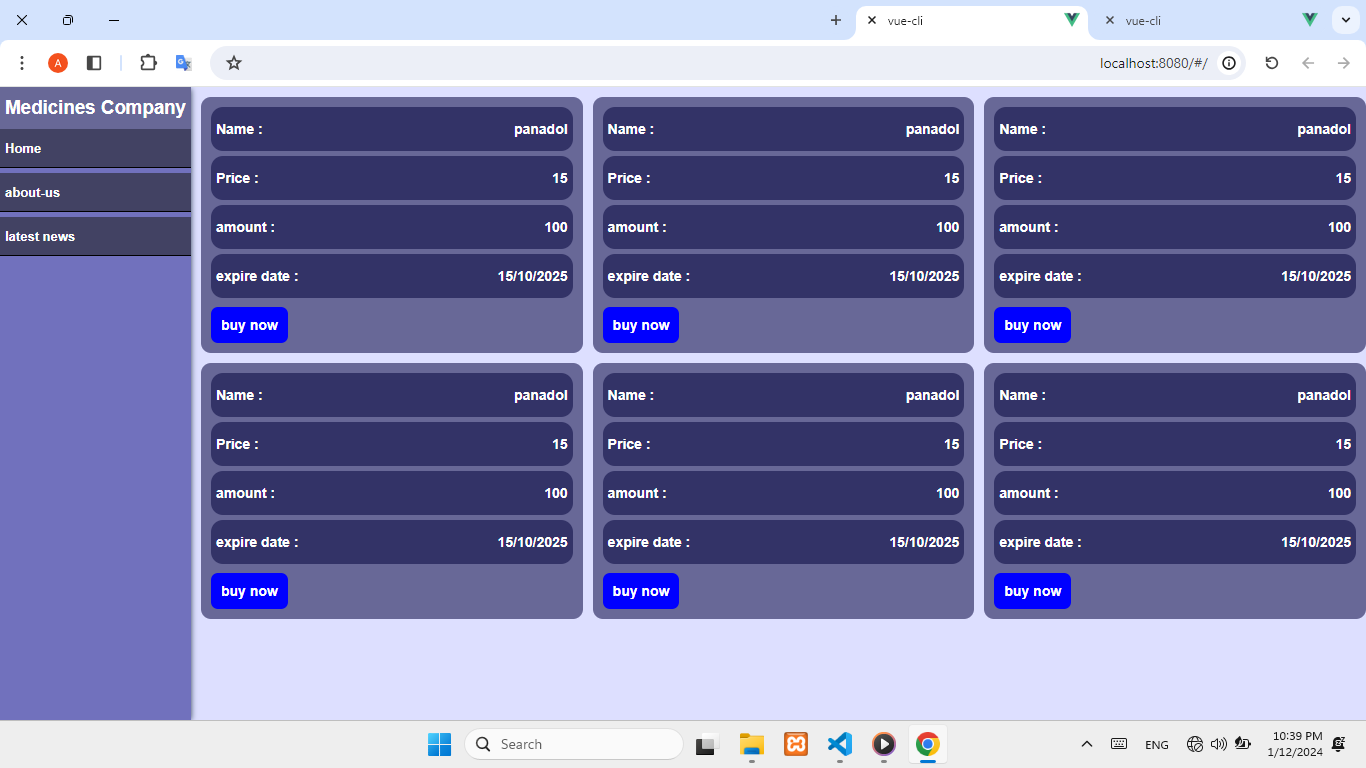 vue-cli
vue-cli
A
localhost:8080/#/
Medicines Company
Home
about-us
latest news
Name : panadol
Price : 15
amount : 100
expire date : 15/10/2025
buy now
Name : panadol
Price : 15
amount : 100
expire date : 15/10/2025
buy now
Name : panadol
Price : 15
amount : 100
expire date : 15/10/2025
buy now
Name : panadol
Price : 15
amount : 100
expire date : 15/10/2025
buy now
Name : panadol
Price : 15
amount : 100
expire date : 15/10/2025
buy now
Name : panadol
Price : 15
amount : 100
expire date : 15/10/2025
buy now
Search
ENG
10:39 PM
1/12/2024